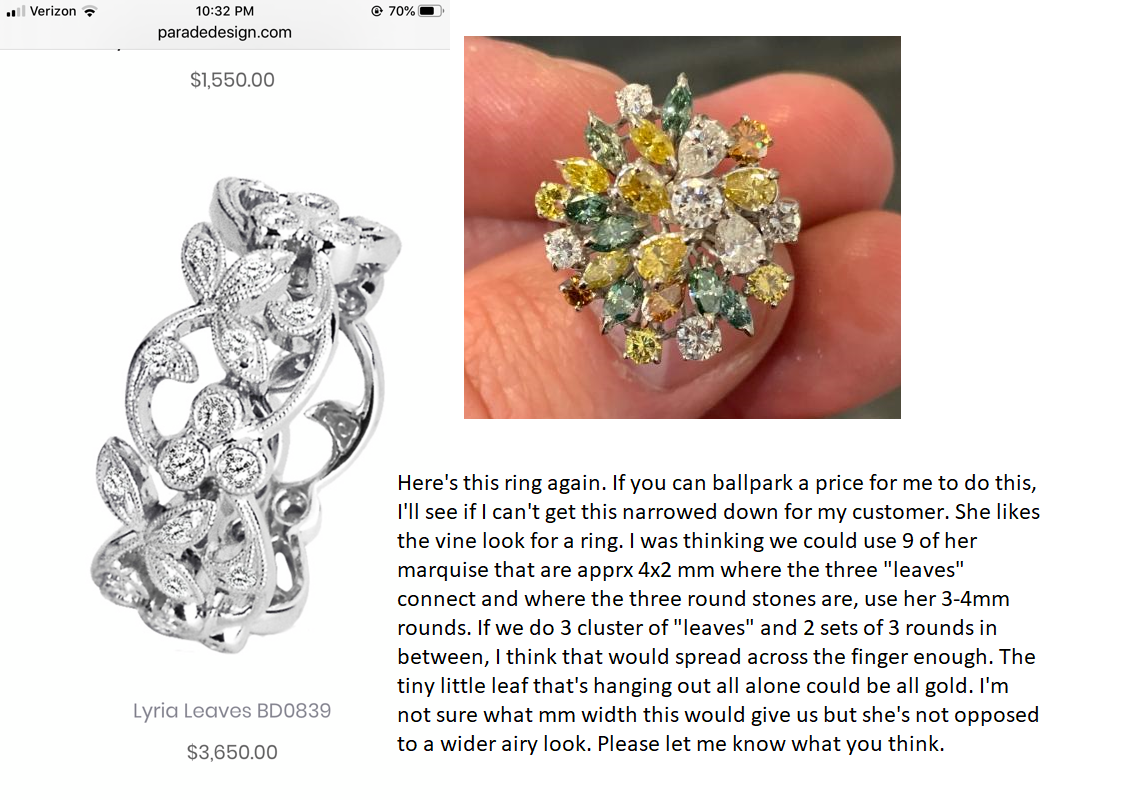 Verizon 10:32 PM 70%
paradedesign.com
$1,550.00
Lyria Leaves BD0839
$3,650.00
Here's this ring again. If you can ballpark a price for me to do this,
I'll see if I can't get this narrowed down for my customer. She likes
the vine look for a ring. I was thinking we could use 9 of her
marquise that are apprx 4x2 mm where the three "leaves"
connect and where the three round stones are, use her 3-4mm
rounds. If we do 3 cluster of "leaves" and 2 sets of 3 rounds in
between, I think that would spread across the finger enough. The
tiny little leaf that's hanging out all alone could be all gold. I'm
not sure what mm width this would give us but she's not opposed
to a wider airy look. Please let me know what you think.